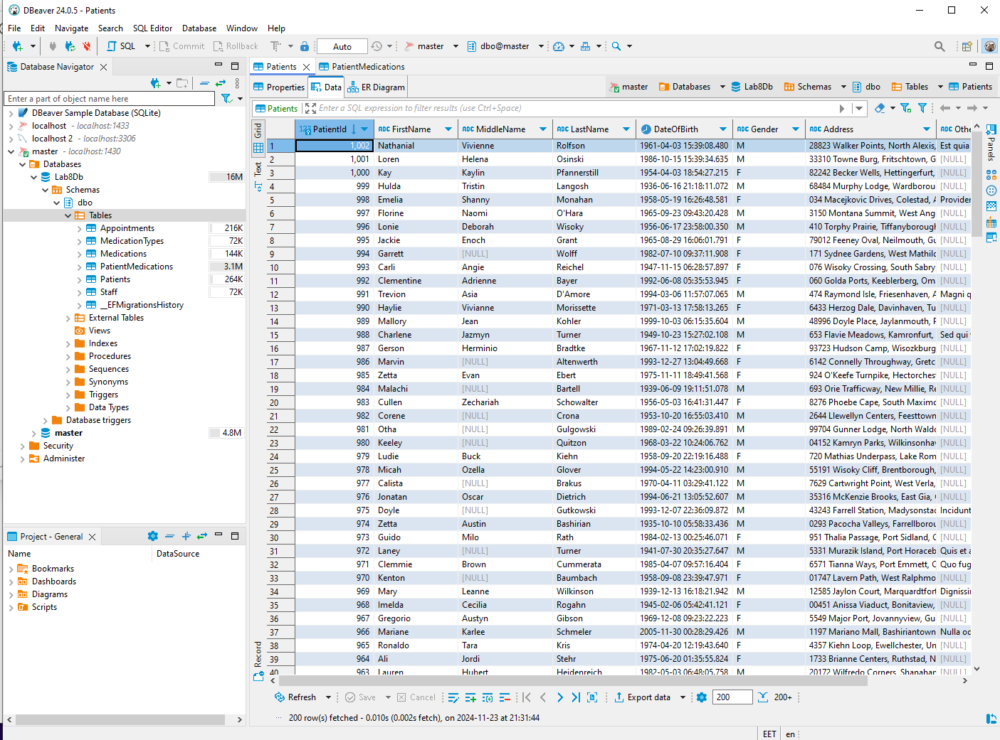 DBeaver 24.0.5 - Patients
File Edit Navigate Search SQL Editor Database Window Help
SQL Commit Rollback Auto master dbo@master
Database Navigator
Enter a part of object name here
DBeaver Sample Database (SQLite)
localhost - localhost:1433
localhost 2 - localhost:3306
master - localhost:1430
Databases
Lab8Db 16M
Schemas
dbo
Tables
Appointments 216K
MedicationTypes 72K
Medications 144K
PatientMedications 3.1M
Patients 264K
Staff 72K
__EFMigrationsHistory
External Tables
Views
Indexes
Procedures
Sequences
Synonyms
Triggers
Data Types
Database triggers
master 4.8M
Security
Administer
Project - General
Name DataSource
Bookmarks
Dashboards
Diagrams
Scripts
Patients PatientMedications
Properties Data ER Diagram master Databases Lab8Db Schemas dbo Tables Patients
Patients Enter a SQL expression to filter results (use Ctrl+Space)
Grid
Text
Record
Panels
123 PatientId ABC FirstName ABC MiddleName ABC LastName DateOfBirth ABC Gender ABC Address ABC Othe
1 1,002 Nathanial Vivienne Rolfson 1961-04-03 15:39:08.480 M 28823 Walker Points, North Alexis, Est quia
2 1,001 Loren Helena Osinski 1986-10-15 15:39:34.635 M 33310 Towne Burg, Fritschtown, G [NULL]
3 1,000 Kay Kaylin Pfannerstill 1954-04-03 18:54:27.215 F 82242 Becker Wells, Hettingerfurt, [NULL]
4 999 Hulda Tristin Langosh 1936-06-16 21:18:11.072 M 68484 Murphy Lodge, Wardborou [NULL]
5 998 Emelia Shanny Monahan 1958-05-19 16:26:48.581 F 034 Macejkovic Drives, Colestad, A Provider
6 997 Florine Naomi O'Hara 1965-09-23 09:43:20.428 M 3150 Montana Summit, West Ang [NULL]
7 996 Lonie Deborah Wisoky 1956-06-17 23:58:00.350 M 410 Torphy Prairie, Tiffanyborough [NULL]
8 995 Jackie Enoch Grant 1965-08-29 16:06:01.791 F 79012 Feeney Oval, Neilmouth, Gu [NULL]
9 994 Garrett [NULL] Wolff 1982-07-10 09:37:11.908 F 171 Sydnee Gardens, West Mathild [NULL]
10 993 Carli Angie Reichel 1947-11-15 06:28:57.897 F 076 Wisoky Crossing, South Sabry [NULL]
11 992 Clementine Adrienne Bayer 1992-06-08 05:35:53.945 F 060 Golda Ports, Keeblerberg, Om [NULL]
12 991 Trevion Asia D'Amore 1994-03-06 11:57:07.065 M 474 Raymond Isle, Friesenhaven, A Magni q
13 990 Haylie Vivianne Morissette 1971-03-13 17:58:13.265 F 6433 Herzog Dale, Davinhaven, Tu [NULL]
14 989 Mallory Jean Kohler 1999-10-03 06:15:35.604 M 48996 Doyle Place, Jaylanmouth, F [NULL]
15 988 Charlene Jazmyn Turner 1949-10-23 15:27:02.108 M 653 Flavie Meadows, Kamronfurt, Sed qui
16 987 Gerson Herminio Bradtke 1967-11-12 17:02:19.822 F 93723 Hudson Camp, Wisozkburg [NULL]
17 986 Marvin [NULL] Altenwerth 1993-12-27 13:04:49.668 F 6142 Connelly Throughway, Gretc [NULL]
18 985 Zetta Evan Ebert 1975-11-11 18:49:41.568 F 924 O'Keefe Turnpike, Hectorches [NULL]
19 984 Malachi [NULL] Bartell 1939-06-09 19:11:51.078 M 693 Orie Trafficway, New Millie, Re [NULL]
20 983 Cullen Zechariah Schowalter 1956-05-03 16:41:31.447 F 8276 Phoebe Cape, South Maximo [NULL]
21 982 Corene [NULL] Crona 1953-10-20 16:55:03.410 M 2644 Llewellyn Centers, Feesttown [NULL]
22 981 Otha [NULL] Gulgowski 1989-02-24 09:26:39.891 M 99704 Gunner Lodge, North Waldo [NULL]
23 980 Keeley [NULL] Quitzon 1968-03-22 10:24:06.762 M 04152 Kamryn Parks, Wilkinsonhav [NULL]
24 979 Ludie Buck Kiehn 1958-09-20 22:19:16.488 F 720 Mathias Underpass, Lake Rom [NULL]
25 978 Micah Ozella Glover 1994-05-22 14:23:00.910 M 55191 Wisoky Cliff, Brentborough, [NULL]
26 977 Calista [NULL] Brakus 1970-04-11 03:29:41.122 M 7629 Cartwright Point, West Verla, [NULL]
27 976 Jonatan Oscar Dietrich 1994-06-21 13:05:52.607 M 35316 McKenzie Brooks, East Gia, [NULL]
28 975 Doyle [NULL] Gutkowski 1993-12-07 22:36:09.872 M 43243 Farrell Station, Madysonstad Incidunt
29 974 Zetta Austin Bashirian 1935-10-10 05:58:33.436 M 0293 Pacocha Valleys, Farrellborou [NULL]
30 973 Guido Milo Rath 1984-02-13 00:25:46.071 F 951 Thalia Passage, Port Sidland, C [NULL]
31 972 Laney [NULL] Turner 1941-07-30 20:35:27.647 M 5331 Murazik Island, Port Horaceb Quis et a
32 971 Clemmie Brown Cummerata 1985-04-07 09:57:16.404 F 6571 Tianna Ways, Port Emmett, C Quo fug
33 970 Kenton [NULL] Baumbach 1958-09-08 23:39:47.971 F 01747 Lavern Path, West Ralphmo [NULL]
34 969 Mary Leanne Wilkinson 1939-12-13 16:18:21.942 M 12585 Jaylon Court, Marquardtfort Dignissin
35 968 Imelda Cecilia Rogahn 1945-02-06 05:42:41.121 F 00451 Anissa Viaduct, Bonitaview, [NULL]
36 967 Gregorio Austyn Gibson 1969-12-08 09:23:22.223 F 5549 Major Port, Jovannyview, Gu [NULL]
37 966 Mariane Karlee Schmeler 2005-11-30 00:28:29.426 M 1197 Mariano Mall, Bashiriantown Nulla od
38 965 Ronaldo Tara Kris 1974-04-20 12:19:43.640 F 4357 Kiehn Loop, Ewellchester, Un [NULL]
39 964 Ali Jordi Stehr 1975-06-20 01:35:55.824 F 1733 Brianne Centers, Ruthstad, N [NULL]
40 963 Lauren Hubert Heidenreich 1982-05-03 06:48:05.758 M 20172 Wilfredo Corners, Shanahan [NULL]
Refresh Save Cancel Export data 200 200+
200 row(s) fetched - 0.010s (0.002s fetch), on 2024-11-23 at 21:31:44
EET en